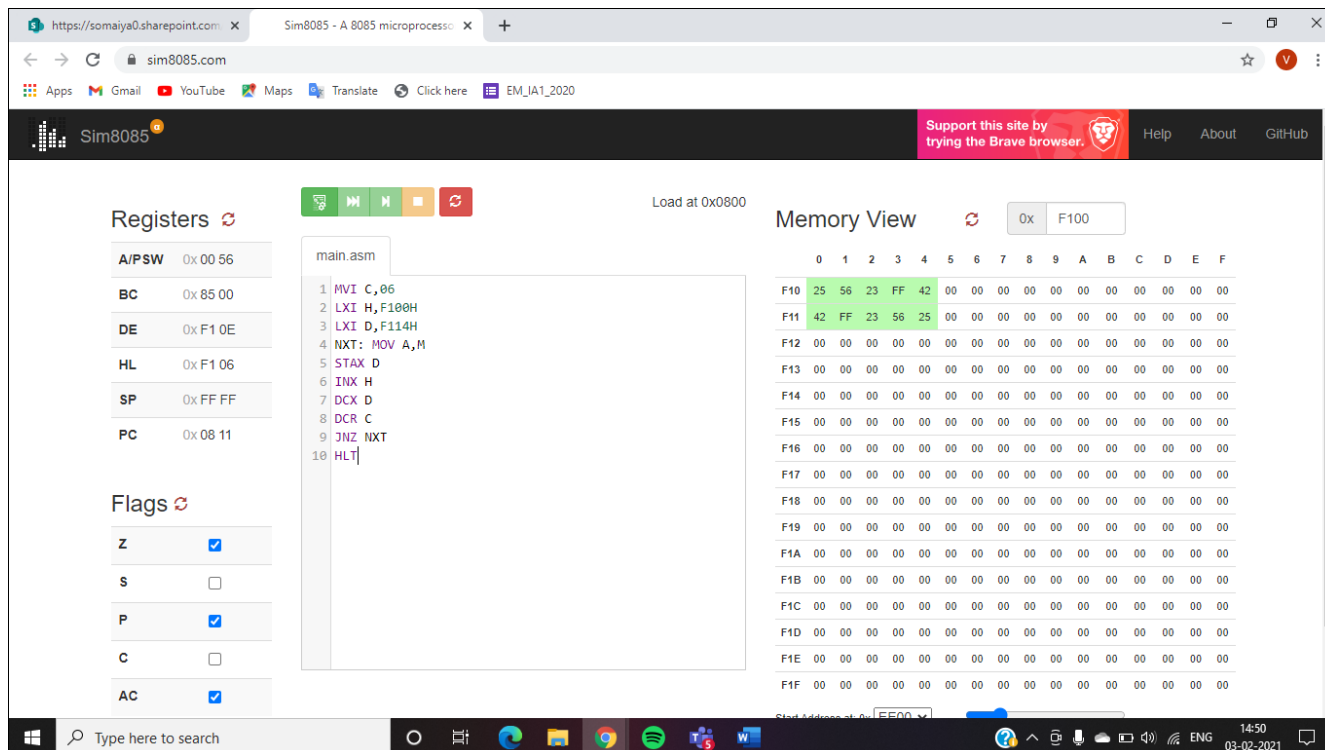 https://somaiya0.sharepoint.com
Sim8085 - A 8085 microprocesso
sim8085.com
Apps Gmail YouTube Maps Translate Click here EM_IA1_2020
Sim8085 α
Support this site by
trying the Brave browser.
Help About GitHub
Registers
A/PSW 0x 00 56
BC 0x 85 00
DE 0x F1 0E
HL 0x F1 06
SP 0x FF FF
PC 0x 08 11
Flags
Z
S
P
C
AC
Load at 0x0800
main.asm
1 MVI C,06
2 LXI H,F100H
3 LXI D,F114H
4 NXT: MOV A,M
5 STAX D
6 INX H
7 DCX D
8 DCR C
9 JNZ NXT
10 HLT
Memory View 0x F100
0 1 2 3 4 5 6 7 8 9 A B C D E F
F10 25 56 23 FF 42 00 00 00 00 00 00 00 00 00 00 00
F11 42 FF 23 56 25 00 00 00 00 00 00 00 00 00 00 00
F12 00 00 00 00 00 00 00 00 00 00 00 00 00 00 00 00
F13 00 00 00 00 00 00 00 00 00 00 00 00 00 00 00 00
F14 00 00 00 00 00 00 00 00 00 00 00 00 00 00 00 00
F15 00 00 00 00 00 00 00 00 00 00 00 00 00 00 00 00
F16 00 00 00 00 00 00 00 00 00 00 00 00 00 00 00 00
F17 00 00 00 00 00 00 00 00 00 00 00 00 00 00 00 00
F18 00 00 00 00 00 00 00 00 00 00 00 00 00 00 00 00
F19 00 00 00 00 00 00 00 00 00 00 00 00 00 00 00 00
F1A 00 00 00 00 00 00 00 00 00 00 00 00 00 00 00 00
F1B 00 00 00 00 00 00 00 00 00 00 00 00 00 00 00 00
F1C 00 00 00 00 00 00 00 00 00 00 00 00 00 00 00 00
F1D 00 00 00 00 00 00 00 00 00 00 00 00 00 00 00 00
F1E 00 00 00 00 00 00 00 00 00 00 00 00 00 00 00 00
F1F 00 00 00 00 00 00 00 00 00 00 00 00 00 00 00 00
Start Address at: 0x
Type here to search
ENG
14:50
03-02-2021